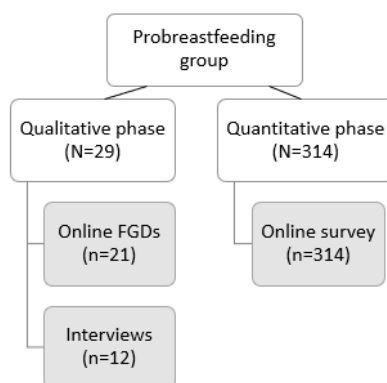 Probreastfeeding
group
Qualitative phase
(N=29)
Quantitative phase
(N=314)
Online FGDs
(n=21)
Online survey
(n=314)
Interviews
(n=12)